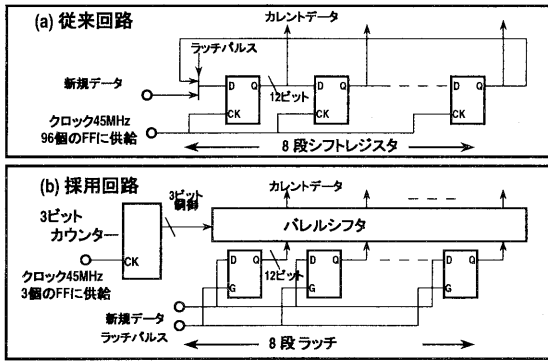 (a) 従来回路
カレントデータ
ラッチパルス
新規データ
D Q
D Q
D Q
12ビット
CK
CK
CK
クロック45MHz
96個のFFに供給
8 段シフトレジスタ
(b) 採用回路
カレントデータ
3ビット
制御
3ビット
カウンター
バレルシフタ
CK
D Q
D Q
D Q
12ビット
G
G
G
クロック45MHz
3個のFFに供給
新規データ
ラッチパルス
8 段ラッチ